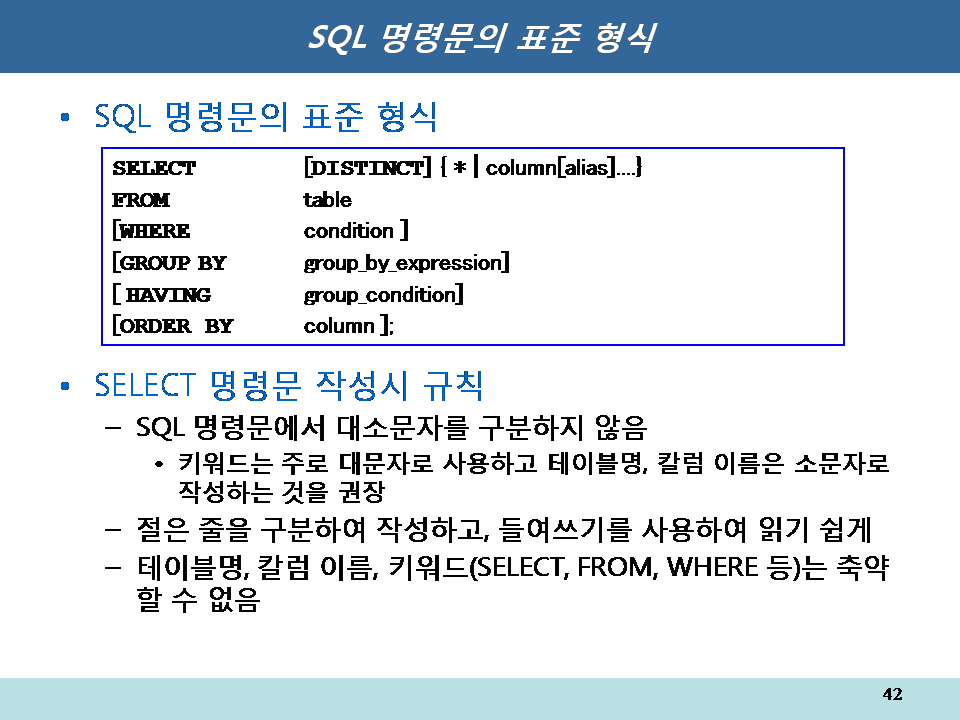 SQL 명령문의 표준 형식
• SQL 명령문의 표준 형식
SELECT [DISTINCT] { * | column[alias]....}
FROM table
[WHERE condition ]
[GROUP BY group_by_expression]
[ HAVING group_condition]
[ORDER BY column ];
• SELECT 명령문 작성시 규칙
– SQL 명령문에서 대소문자를 구분하지 않음
• 키워드는 주로 대문자로 사용하고 테이블명, 칼럼 이름은 소문자로
작성하는 것을 권장
– 절은 줄을 구분하여 작성하고, 들여쓰기를 사용하여 읽기 쉽게
– 테이블명, 칼럼 이름, 키워드(SELECT, FROM, WHERE 등)는 축약
할 수 없음
42